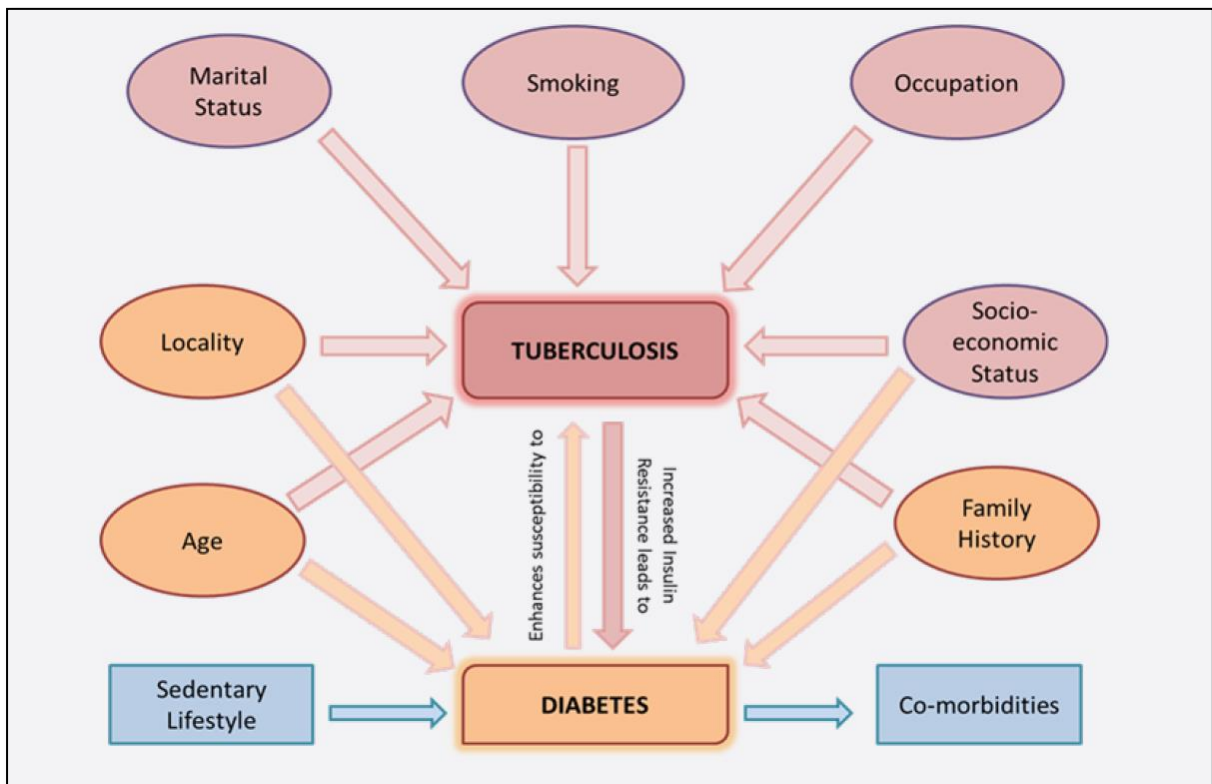 Marital
Status
Smoking
Occupation
Locality
TUBERCULOSIS
Socio-
economic
Status
Enhances susceptibility to
Increased Insulin
Resistance leads to
Age
Family
History
Sedentary
Lifestyle
DIABETES
Co-morbidities